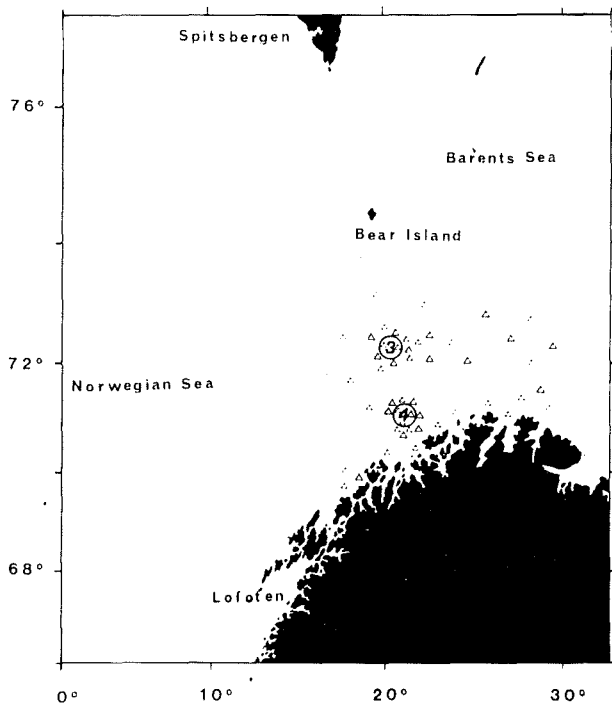 Spitsbergen
76°
Barents Sea
Bear Island
3
72°
Norwegian Sea
4
68°
Lofoten
0° 10° 20° 30°